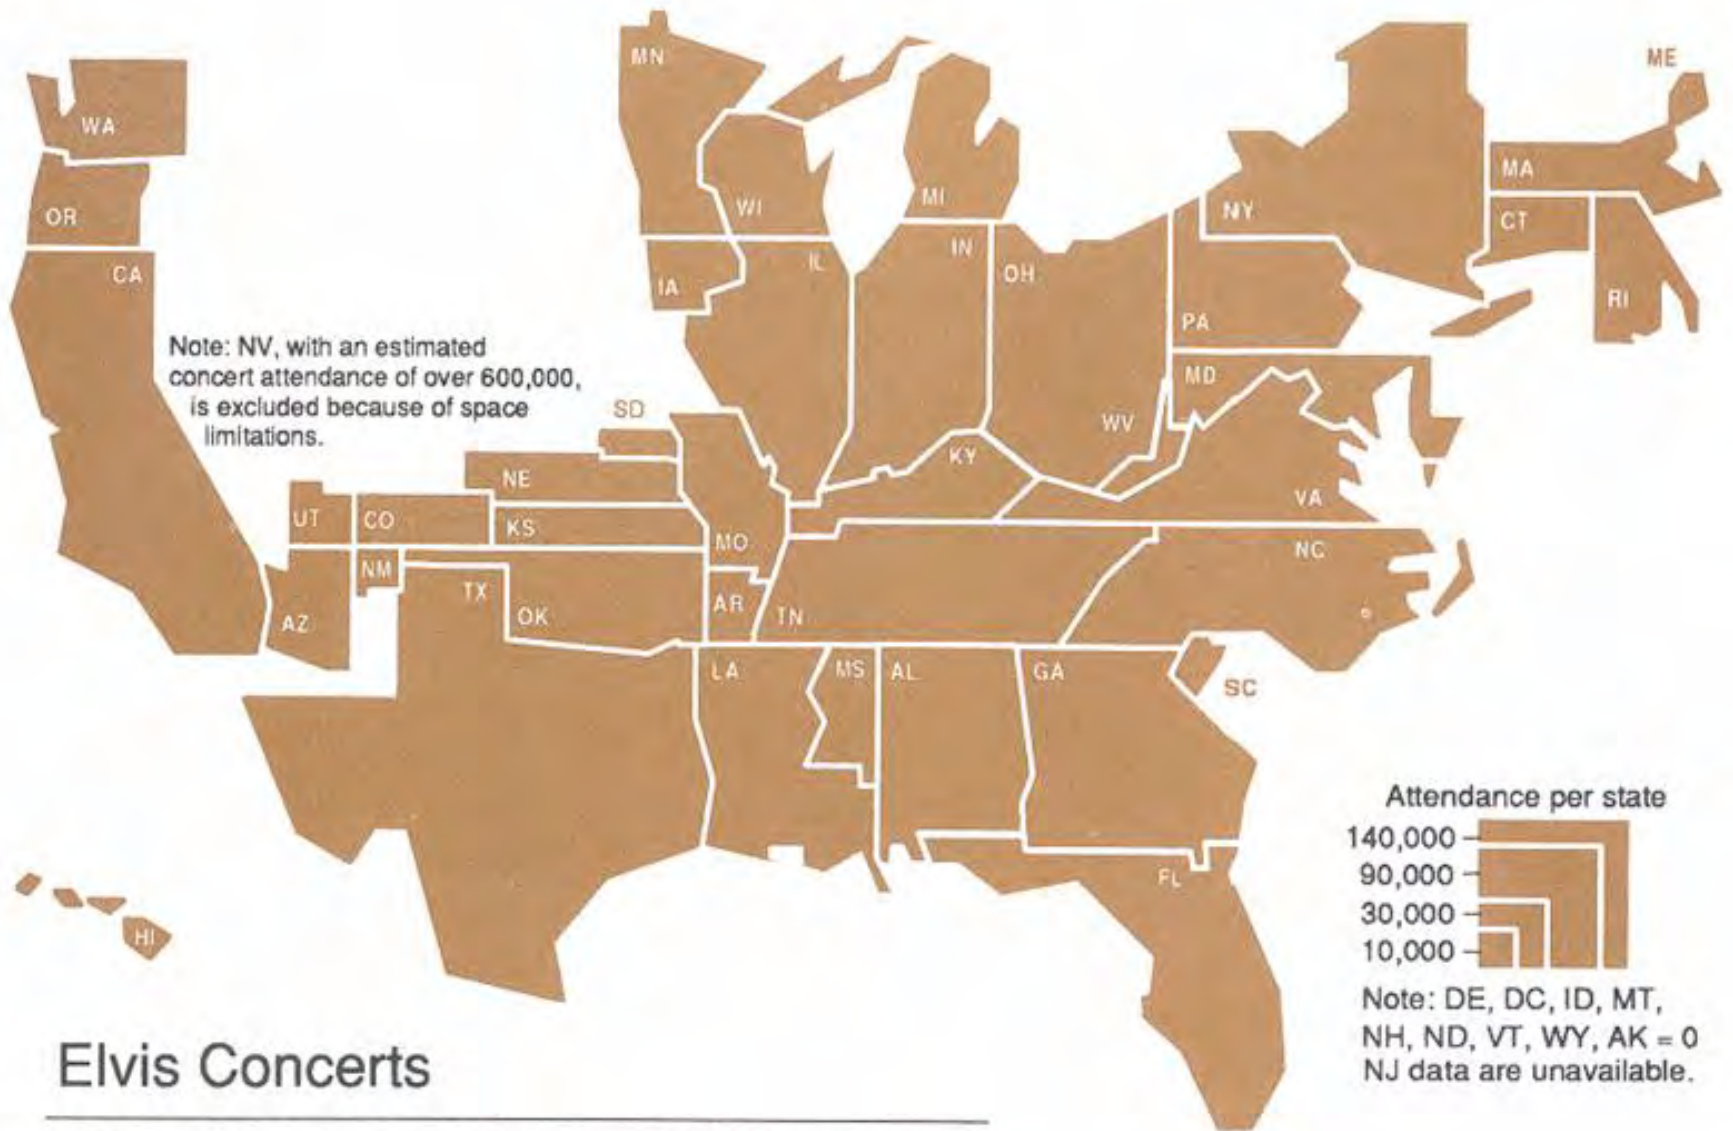 MN
ME
WA
MA
WI
MI
NY
OR
CT
IN
IL
CA
OH
IA
RI
PA
Note: NV, with an estimated
concert attendance of over 600,000,
is excluded because of space
limitations.
MD
SD
WV
KY
NE
VA
UT
CO
KS
MO
NC
NM
TX
AR
OK
TN
AZ
LA
MS
AL
GA
SC
Attendance per state
140,000
90,000
30,000
10,000
FL
HI
Note: DE, DC, ID, MT,
NH, ND, VT, WY, AK = 0
NJ data are unavailable.
Elvis Concerts